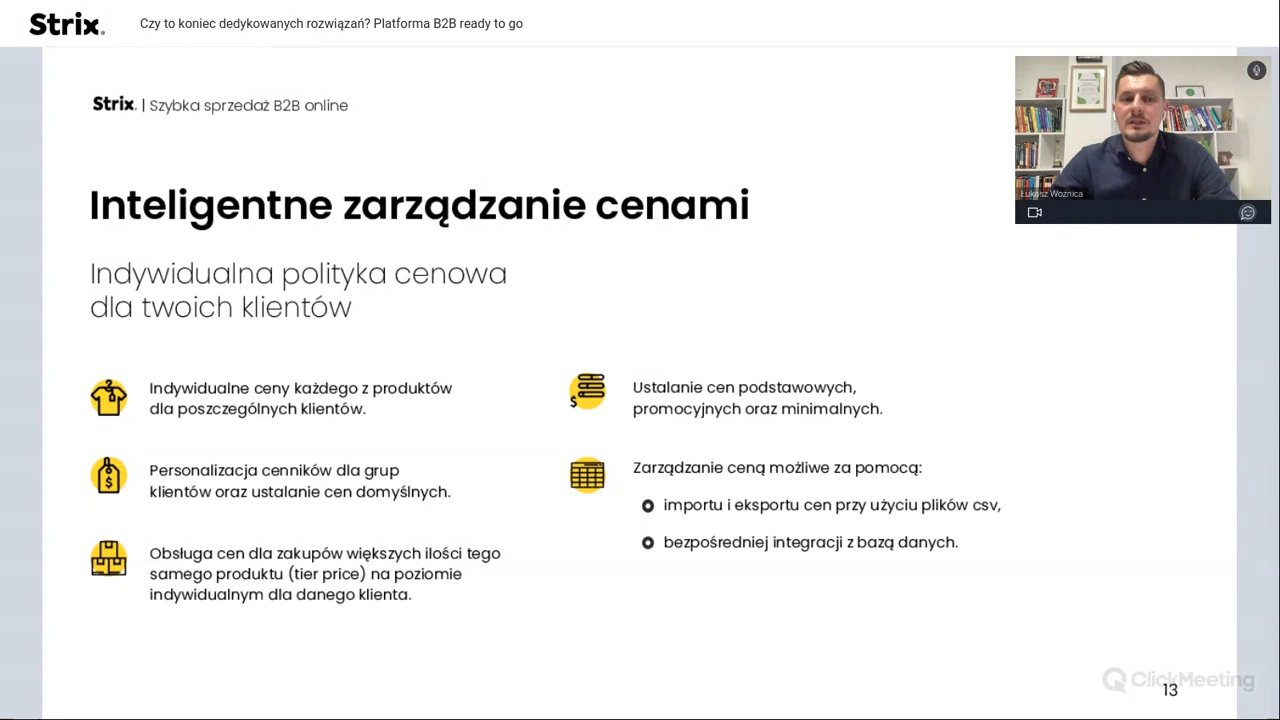 Strix
Czy to koniec dedykowanych rozwiązań? Platforma B2B ready to go
Strix | Szybka sprzedaż B2B online
Łukasz Woźnica
Inteligentne zarządzanie cenami
Indywidualna polityka cenowa
dla twoich klientów
Indywidualne ceny każdego z produktów
dla poszczególnych klientów.
Personalizacja cenników dla grup
klientów oraz ustalanie cen domyślnych.
Obsługa cen dla zakupów większych ilości tego
samego produktu (tier price) na poziomie
indywidualnym dla danego klienta.
Ustalanie cen podstawowych,
promocyjnych oraz minimalnych.
Zarządzanie ceną możliwe za pomocą:
importu i eksportu cen przy użyciu plików csv,
bezpośredniej integracji z bazą danych.
ClickMeeting
13